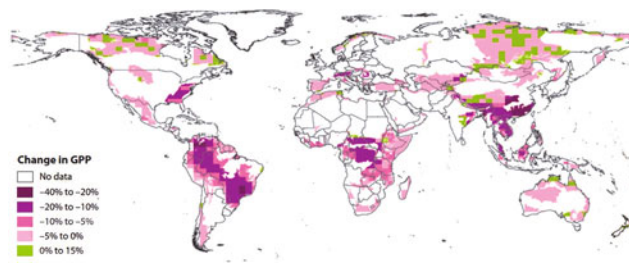 Change in GPP
No data
–40% to –20%
–20% to –10%
–10% to –5%
–5% to 0%
0% to 15%